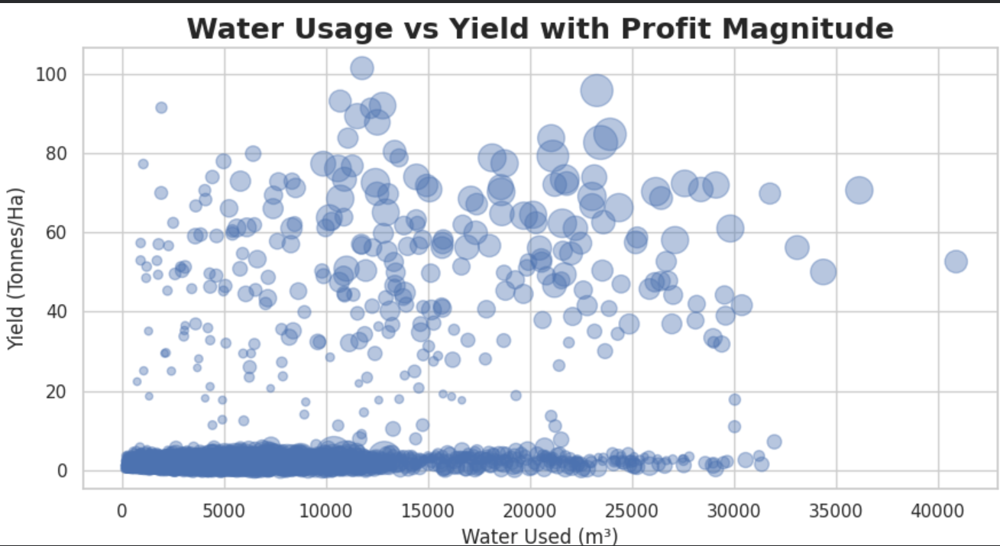 Water Usage vs Yield with Profit Magnitude
100
80
60
40
20
0
Yield (Tonnes/Ha)
0 5000 10000 15000 20000 25000 30000 35000 40000
Water Used (m³)